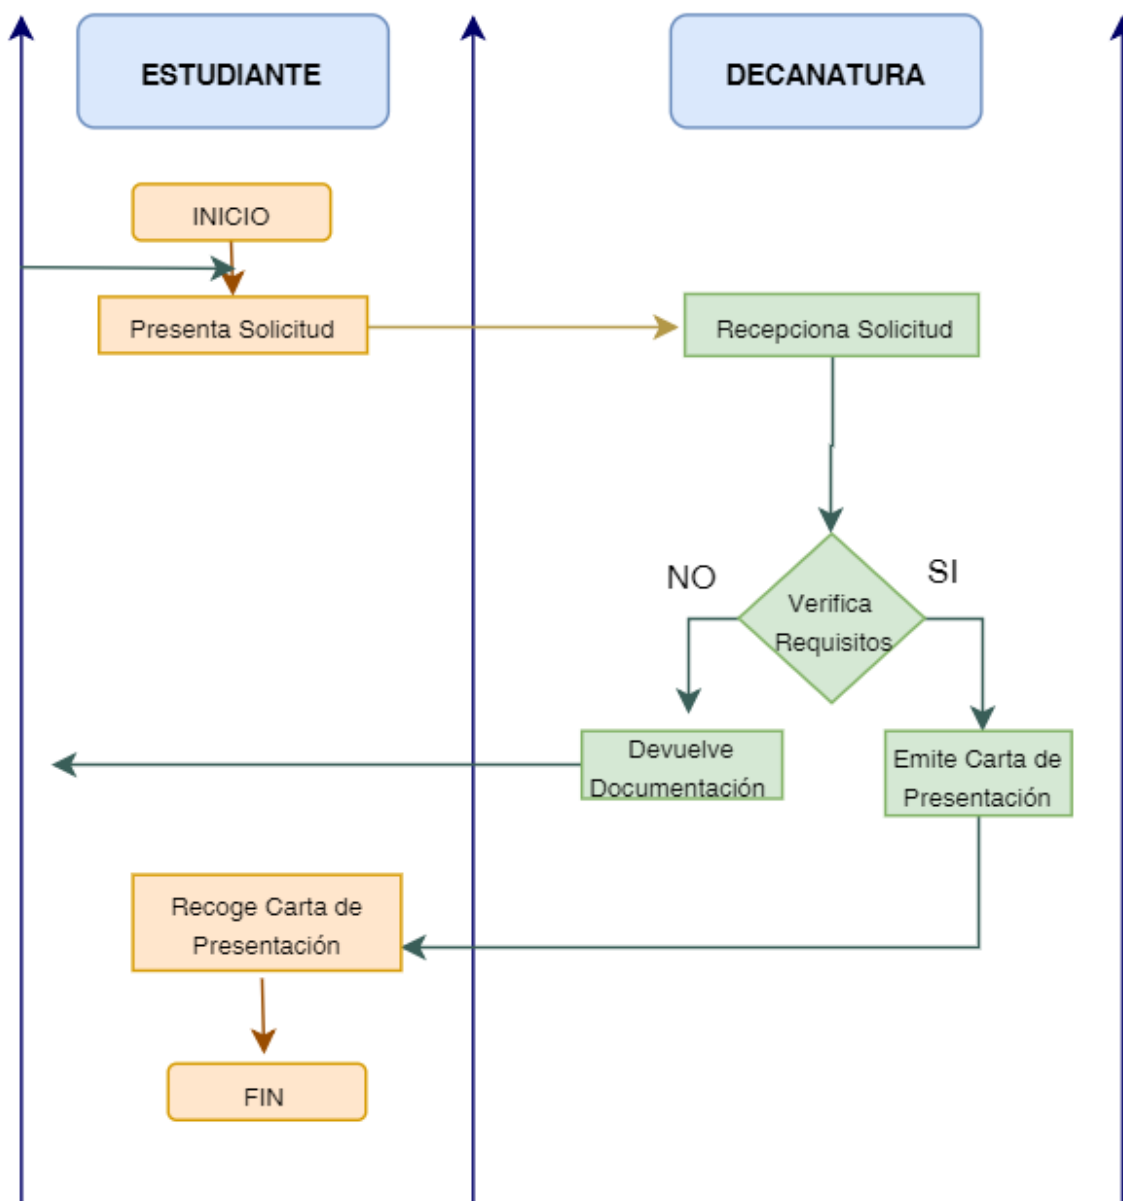 ESTUDIANTE
DECANATURA
INICIO
Presenta Solicitud
Recepciona Solicitud
NO
SI
Verifica
Requisitos
Devuelve
Documentación
Emite Carta de
Presentación
Recoge Carta de
Presentación
FIN